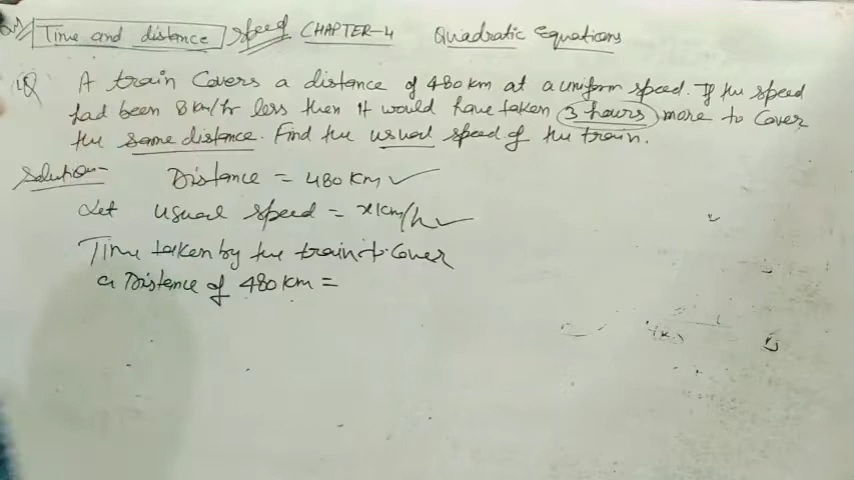 Time and distance speed CHAPTER-4 Quadratic Equations
Q A train Covers a distance of 480 km at a uniform speed. If the speed
had been 8 km/hr less then it would have taken 3 hours more to Cover
the same distance. Find the usual speed of the train.
Solution- Distance = 480 km ✓
Let usual speed = x km/h ✓
Time taken by the train to Cover
a Distance of 480 km =